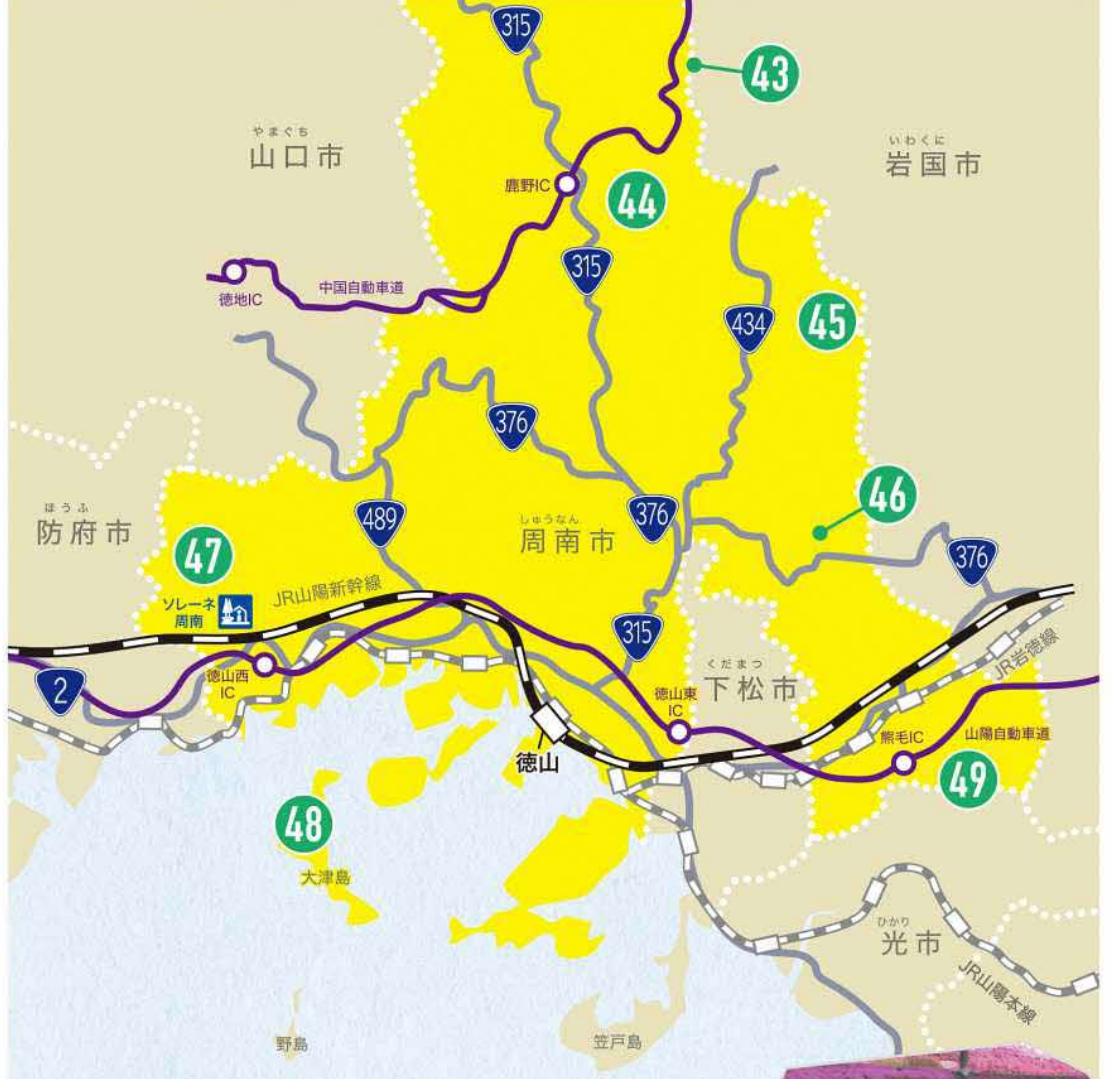 315
43
やまぐち
山口市
いわくに
岩国市
鹿野IC
44
315
徳地IC
中国自動車道
434
45
376
46
ほうふ
防府市
489
しゅうなん
周南市
376
47
376
JR山陽新幹線
ソレーネ
周南
315
JR岩徳線
2
徳山西
IC
くだまつ
下松市
徳山東
IC
徳山
熊毛IC
山陽自動車道
49
48
大津島
ひかり
光市
JR山陽本線
野島
笠戸島